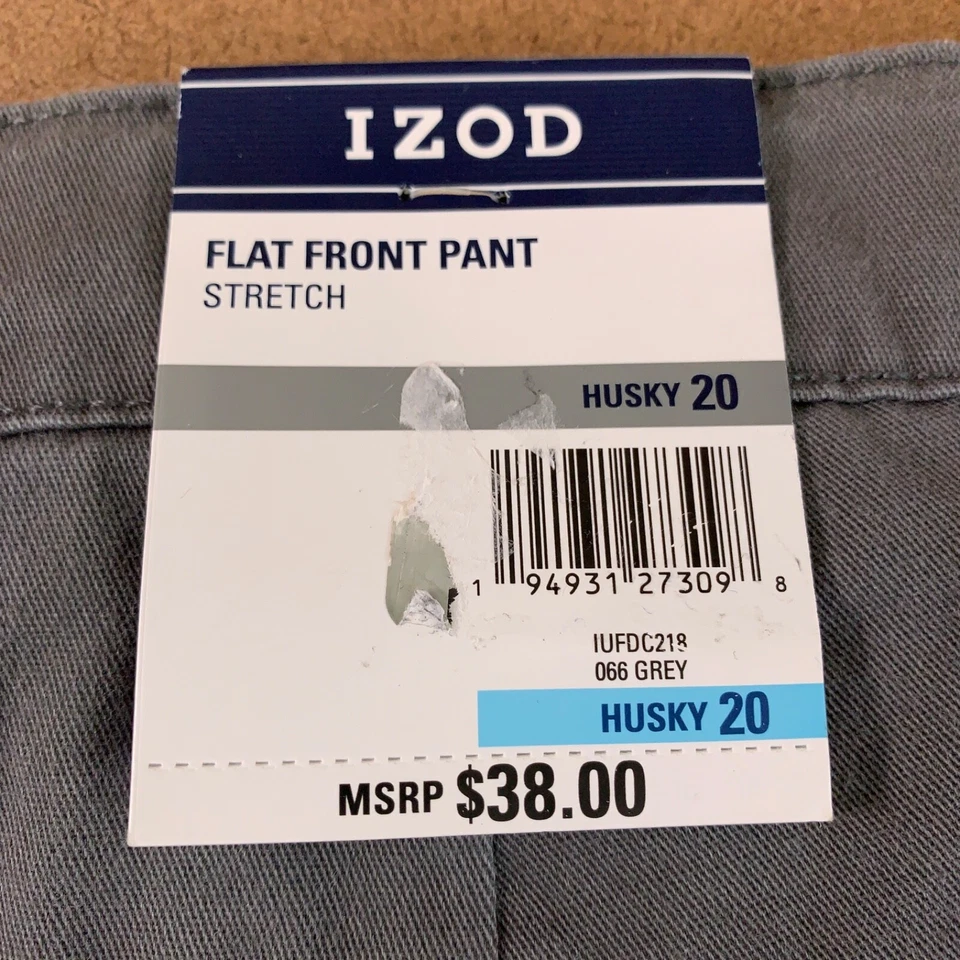 IZOD
FLAT FRONT PANT
STRETCH
HUSKY 20
1 94931 27309 8
IUFDC218
066 GREY
HUSKY 20
MSRP $38.00